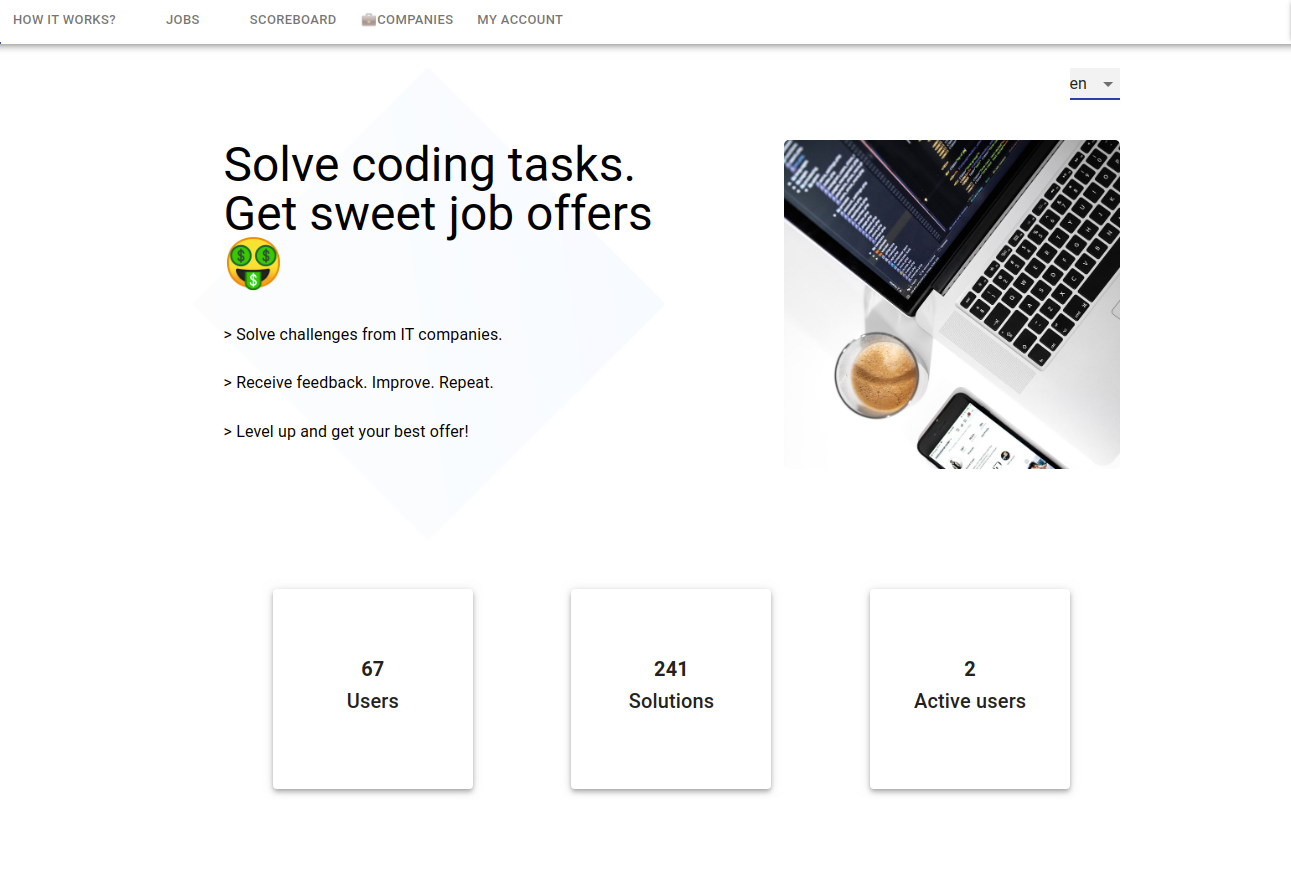 HOW IT WORKS? JOBS SCOREBOARD 💼COMPANIES MY ACCOUNT
en
Solve coding tasks.
Get sweet job offers
🤑
> Solve challenges from IT companies.
> Receive feedback. Improve. Repeat.
> Level up and get your best offer!
67
Users
241
Solutions
2
Active users